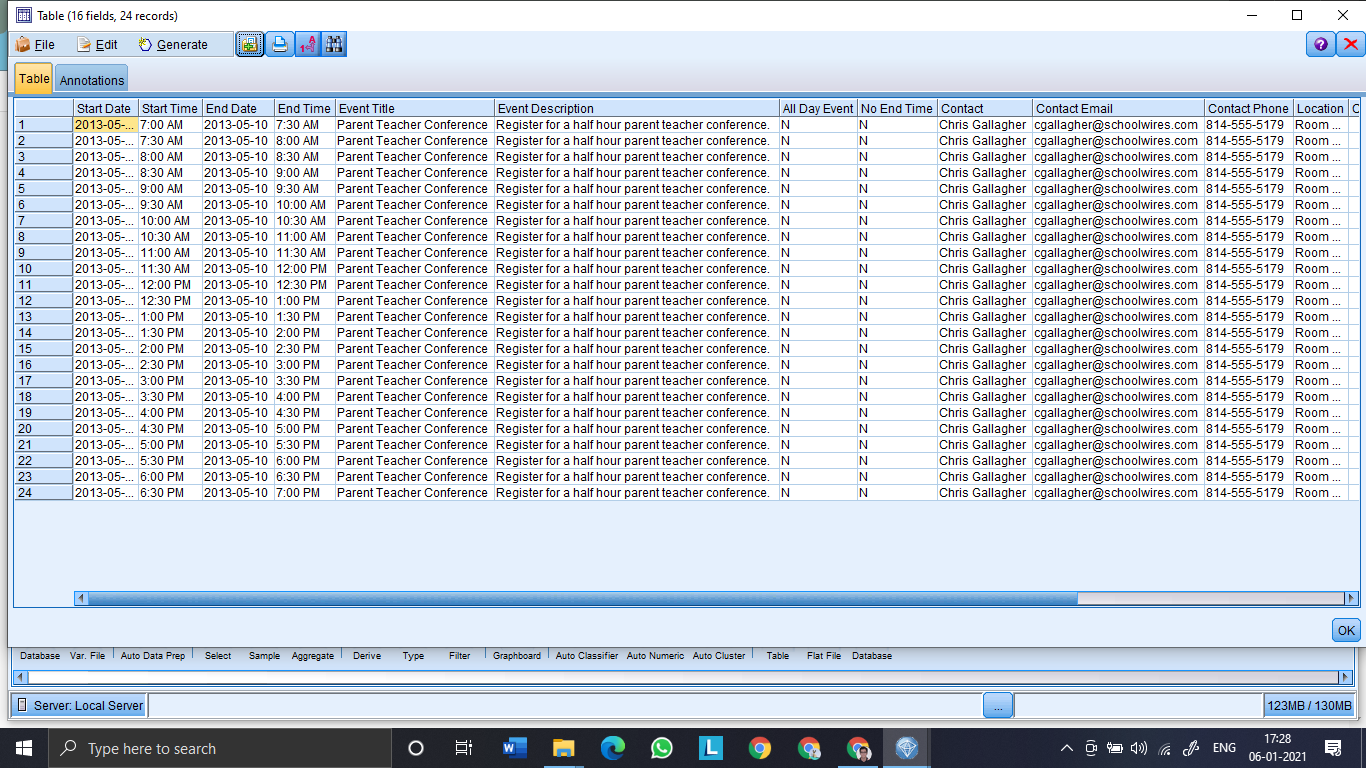 Table (16 fields, 24 records)
File Edit Generate
Table Annotations
Start Date Start Time End Date End Time Event Title Event Description All Day Event No End Time Contact Contact Email Contact Phone Location
1 2013-05-... 7:00 AM 2013-05-10 7:30 AM Parent Teacher Conference Register for a half hour parent teacher conference. N N Chris Gallagher cgallagher@schoolwires.com 814-555-5179 Room ...
2 2013-05-... 7:30 AM 2013-05-10 8:00 AM Parent Teacher Conference Register for a half hour parent teacher conference. N N Chris Gallagher cgallagher@schoolwires.com 814-555-5179 Room ...
3 2013-05-... 8:00 AM 2013-05-10 8:30 AM Parent Teacher Conference Register for a half hour parent teacher conference. N N Chris Gallagher cgallagher@schoolwires.com 814-555-5179 Room ...
4 2013-05-... 8:30 AM 2013-05-10 9:00 AM Parent Teacher Conference Register for a half hour parent teacher conference. N N Chris Gallagher cgallagher@schoolwires.com 814-555-5179 Room ...
5 2013-05-... 9:00 AM 2013-05-10 9:30 AM Parent Teacher Conference Register for a half hour parent teacher conference. N N Chris Gallagher cgallagher@schoolwires.com 814-555-5179 Room ...
6 2013-05-... 9:30 AM 2013-05-10 10:00 AM Parent Teacher Conference Register for a half hour parent teacher conference. N N Chris Gallagher cgallagher@schoolwires.com 814-555-5179 Room ...
7 2013-05-... 10:00 AM 2013-05-10 10:30 AM Parent Teacher Conference Register for a half hour parent teacher conference. N N Chris Gallagher cgallagher@schoolwires.com 814-555-5179 Room ...
8 2013-05-... 10:30 AM 2013-05-10 11:00 AM Parent Teacher Conference Register for a half hour parent teacher conference. N N Chris Gallagher cgallagher@schoolwires.com 814-555-5179 Room ...
9 2013-05-... 11:00 AM 2013-05-10 11:30 AM Parent Teacher Conference Register for a half hour parent teacher conference. N N Chris Gallagher cgallagher@schoolwires.com 814-555-5179 Room ...
10 2013-05-... 11:30 AM 2013-05-10 12:00 PM Parent Teacher Conference Register for a half hour parent teacher conference. N N Chris Gallagher cgallagher@schoolwires.com 814-555-5179 Room ...
11 2013-05-... 12:00 PM 2013-05-10 12:30 PM Parent Teacher Conference Register for a half hour parent teacher conference. N N Chris Gallagher cgallagher@schoolwires.com 814-555-5179 Room ...
12 2013-05-... 12:30 PM 2013-05-10 1:00 PM Parent Teacher Conference Register for a half hour parent teacher conference. N N Chris Gallagher cgallagher@schoolwires.com 814-555-5179 Room ...
13 2013-05-... 1:00 PM 2013-05-10 1:30 PM Parent Teacher Conference Register for a half hour parent teacher conference. N N Chris Gallagher cgallagher@schoolwires.com 814-555-5179 Room ...
14 2013-05-... 1:30 PM 2013-05-10 2:00 PM Parent Teacher Conference Register for a half hour parent teacher conference. N N Chris Gallagher cgallagher@schoolwires.com 814-555-5179 Room ...
15 2013-05-... 2:00 PM 2013-05-10 2:30 PM Parent Teacher Conference Register for a half hour parent teacher conference. N N Chris Gallagher cgallagher@schoolwires.com 814-555-5179 Room ...
16 2013-05-... 2:30 PM 2013-05-10 3:00 PM Parent Teacher Conference Register for a half hour parent teacher conference. N N Chris Gallagher cgallagher@schoolwires.com 814-555-5179 Room ...
17 2013-05-... 3:00 PM 2013-05-10 3:30 PM Parent Teacher Conference Register for a half hour parent teacher conference. N N Chris Gallagher cgallagher@schoolwires.com 814-555-5179 Room ...
18 2013-05-... 3:30 PM 2013-05-10 4:00 PM Parent Teacher Conference Register for a half hour parent teacher conference. N N Chris Gallagher cgallagher@schoolwires.com 814-555-5179 Room ...
19 2013-05-... 4:00 PM 2013-05-10 4:30 PM Parent Teacher Conference Register for a half hour parent teacher conference. N N Chris Gallagher cgallagher@schoolwires.com 814-555-5179 Room ...
20 2013-05-... 4:30 PM 2013-05-10 5:00 PM Parent Teacher Conference Register for a half hour parent teacher conference. N N Chris Gallagher cgallagher@schoolwires.com 814-555-5179 Room ...
21 2013-05-... 5:00 PM 2013-05-10 5:30 PM Parent Teacher Conference Register for a half hour parent teacher conference. N N Chris Gallagher cgallagher@schoolwires.com 814-555-5179 Room ...
22 2013-05-... 5:30 PM 2013-05-10 6:00 PM Parent Teacher Conference Register for a half hour parent teacher conference. N N Chris Gallagher cgallagher@schoolwires.com 814-555-5179 Room ...
23 2013-05-... 6:00 PM 2013-05-10 6:30 PM Parent Teacher Conference Register for a half hour parent teacher conference. N N Chris Gallagher cgallagher@schoolwires.com 814-555-5179 Room ...
24 2013-05-... 6:30 PM 2013-05-10 7:00 PM Parent Teacher Conference Register for a half hour parent teacher conference. N N Chris Gallagher cgallagher@schoolwires.com 814-555-5179 Room ...
OK
Database Var. File Auto Data Prep Select Sample Aggregate Derive Type Filter Graphboard Auto Classifier Auto Numeric Auto Cluster Table Flat File Database
Server: Local Server ... 123MB / 130MB
Type here to search ENG 17:28
06-01-2021